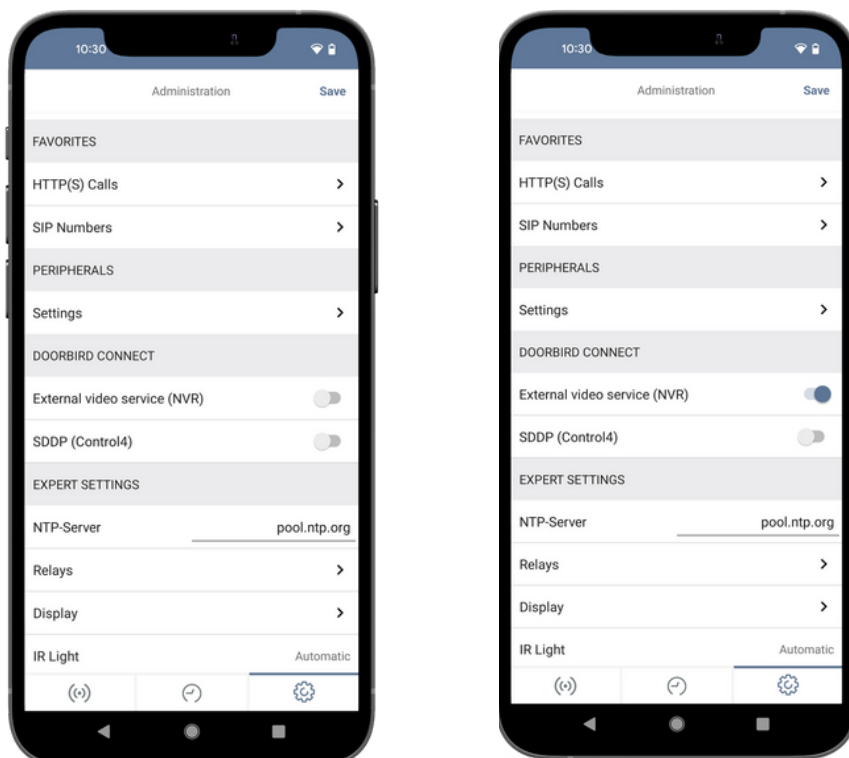 10:30
Administration Save
FAVORITES
HTTP(S) Calls
SIP Numbers
PERIPHERALS
Settings
DOORBIRD CONNECT
External video service (NVR)
SDDP (Control4)
EXPERT SETTINGS
NTP-Server pool.ntp.org
Relays
Display
IR Light Automatic
10:30
Administration Save
FAVORITES
HTTP(S) Calls
SIP Numbers
PERIPHERALS
Settings
DOORBIRD CONNECT
External video service (NVR)
SDDP (Control4)
EXPERT SETTINGS
NTP-Server pool.ntp.org
Relays
Display
IR Light Automatic